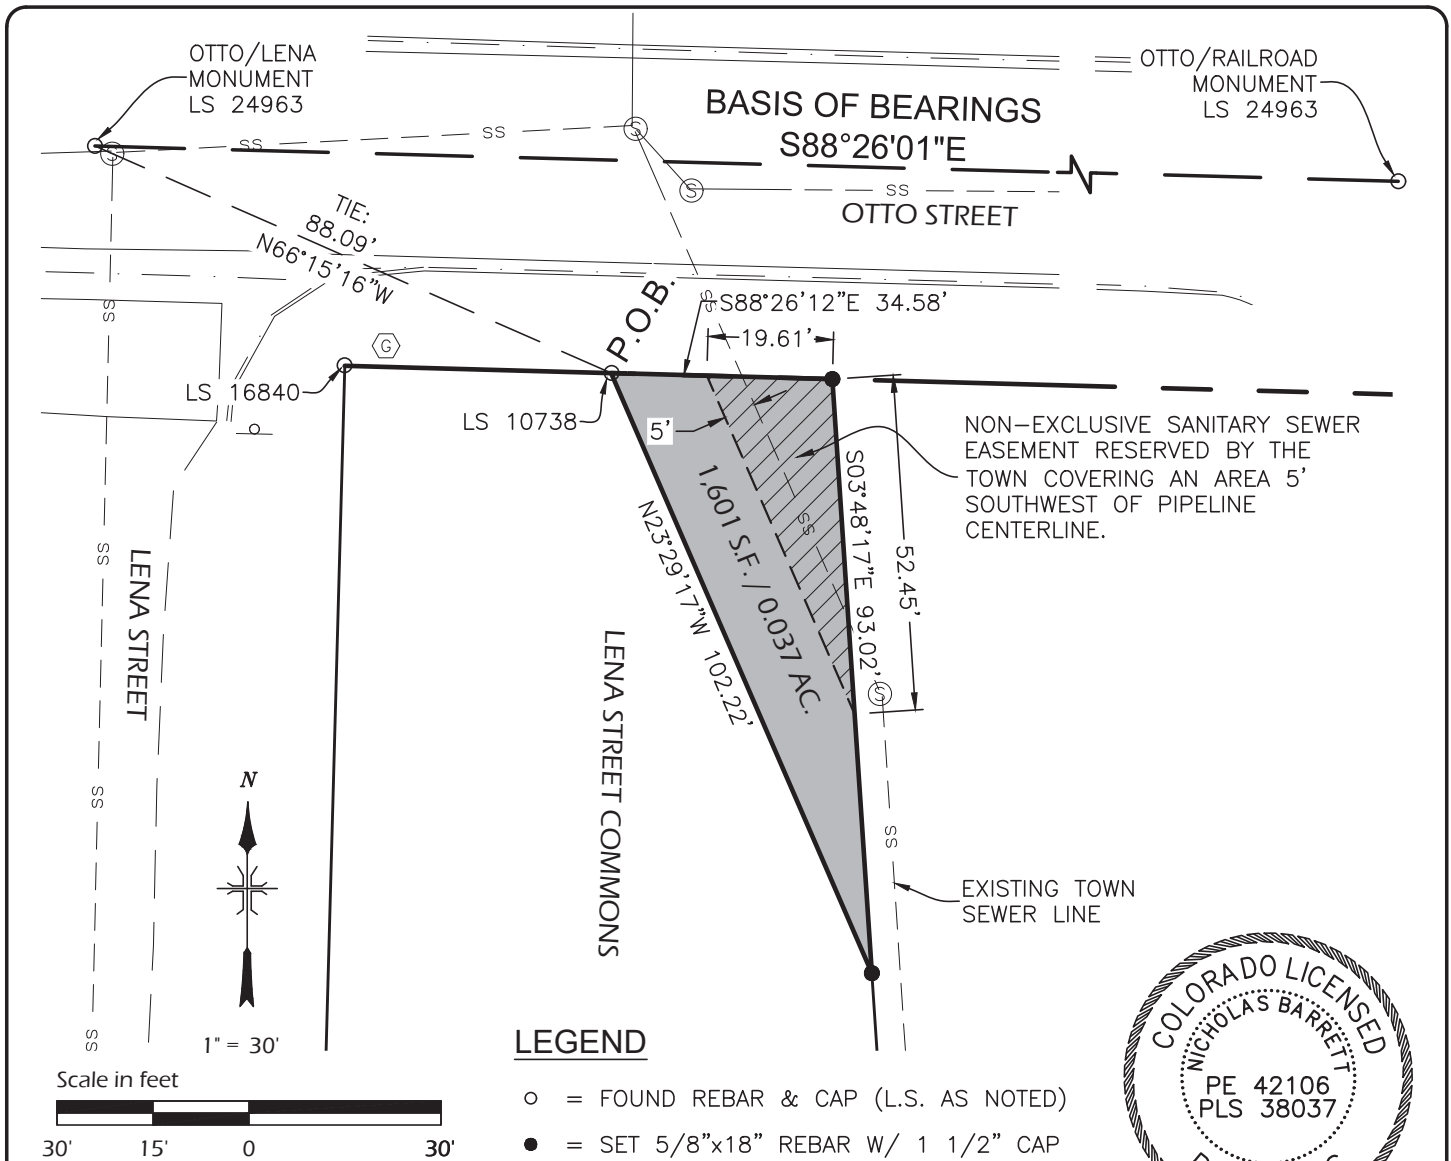 OTTO/LENA
MONUMENT
LS 24963
OTTO/RAILROAD
MONUMENT
LS 24963
BASIS OF BEARINGS
S88°26'01"E
SS
SS
S
S
S
SS
OTTO STREET
TIE:
88.09'
N66°15'16"W
P.O.B.
SS
SS
S88°26'12"E 34.58'
19.61'
G
LS 16840
LS 10738
5'
NON-EXCLUSIVE SANITARY SEWER
EASEMENT RESERVED BY THE
TOWN COVERING AN AREA 5'
SOUTHWEST OF PIPELINE
CENTERLINE.
1,601 S.F. / 0.037 AC.
N23°29'17"W 102.22'
S03°48'17"E 93.02'
52.45'
SS
SS
S
LENA STREET
LENA STREET COMMONS
SS
SS
SS
EXISTING TOWN
SEWER LINE
N
1" = 30'
Scale in feet
30' 15' 0 30'
LEGEND
= FOUND REBAR & CAP (L.S. AS NOTED)
= SET 5/8"x18" REBAR W/ 1 1/2" CAP
COLORADO LICENSED
NICHOLAS BARRETT
PE 42106
PLS 38037